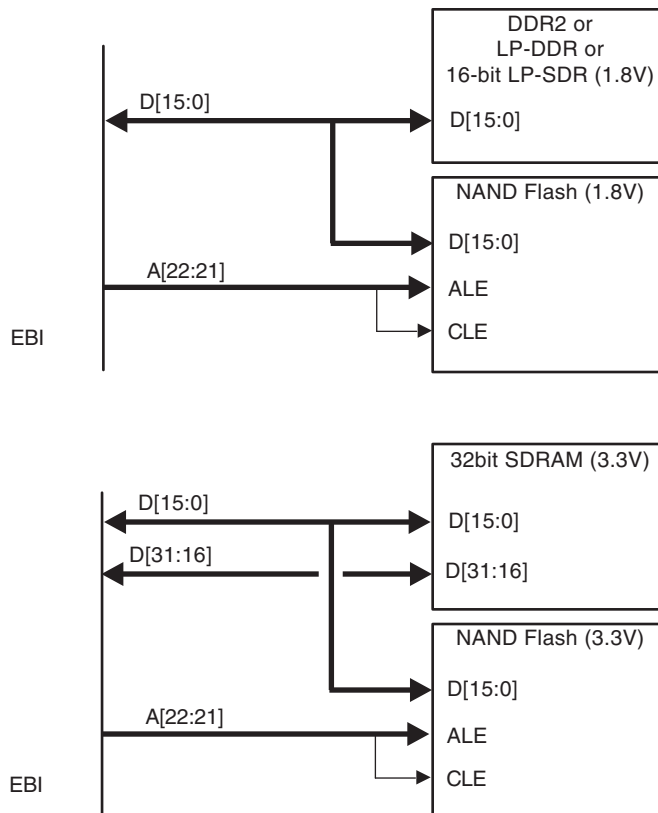 DDR2 or
LP-DDR or
16-bit LP-SDR (1.8V)
D[15:0]
D[15:0]
NAND Flash (1.8V)
D[15:0]
A[22:21]
ALE
EBI
CLE
32bit SDRAM (3.3V)
D[15:0]
D[15:0]
D[31:16]
D[31:16]
NAND Flash (3.3V)
D[15:0]
A[22:21]
ALE
EBI
CLE